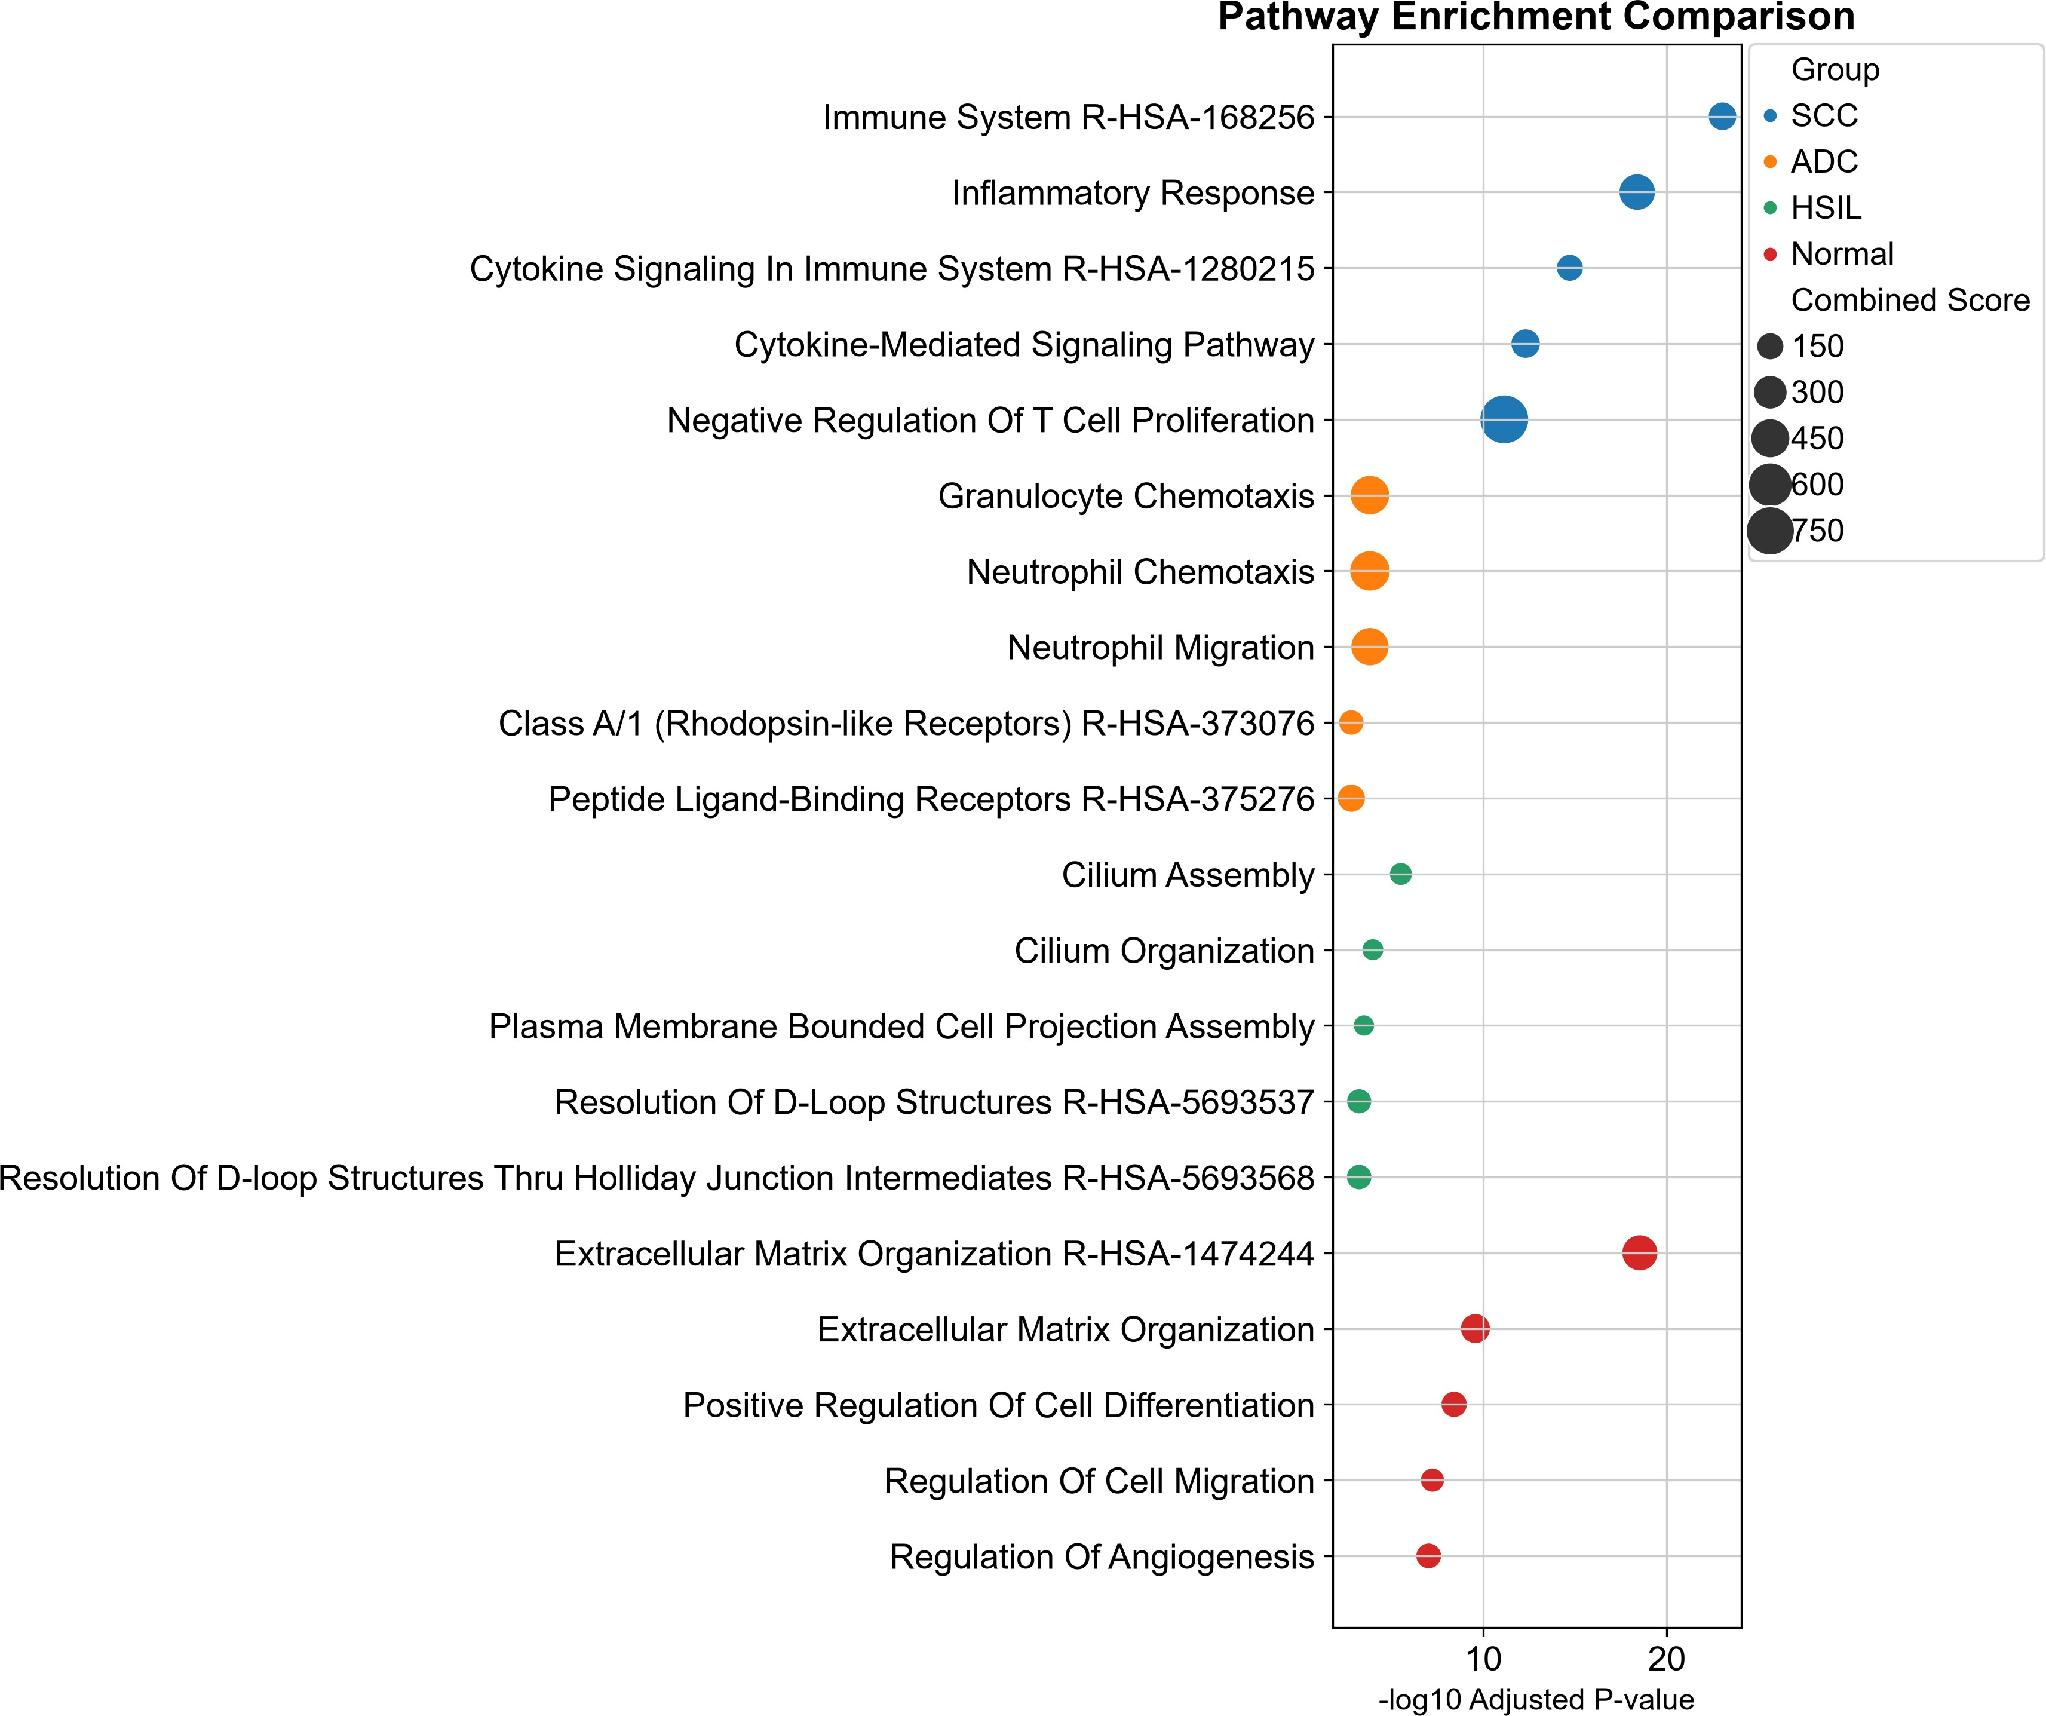 Pathway Enrichment Comparison
Immune System R-HSA-168256
Inflammatory Response
Cytokine Signaling In Immune System R-HSA-1280215
Cytokine-Mediated Signaling Pathway
Negative Regulation Of T Cell Proliferation
Granulocyte Chemotaxis
Neutrophil Chemotaxis
Neutrophil Migration
Class A/1 (Rhodopsin-like Receptors) R-HSA-373076
Peptide Ligand-Binding Receptors R-HSA-375276
Cilium Assembly
Cilium Organization
Plasma Membrane Bounded Cell Projection Assembly
Resolution Of D-Loop Structures R-HSA-5693537
Resolution Of D-loop Structures Thru Holliday Junction Intermediates R-HSA-5693568
Extracellular Matrix Organization R-HSA-1474244
Extracellular Matrix Organization
Positive Regulation Of Cell Differentiation
Regulation Of Cell Migration
Regulation Of Angiogenesis
10 20
-log10 Adjusted P-value
Group
SCC
ADC
HSIL
Normal
Combined Score
150
300
450
600
750